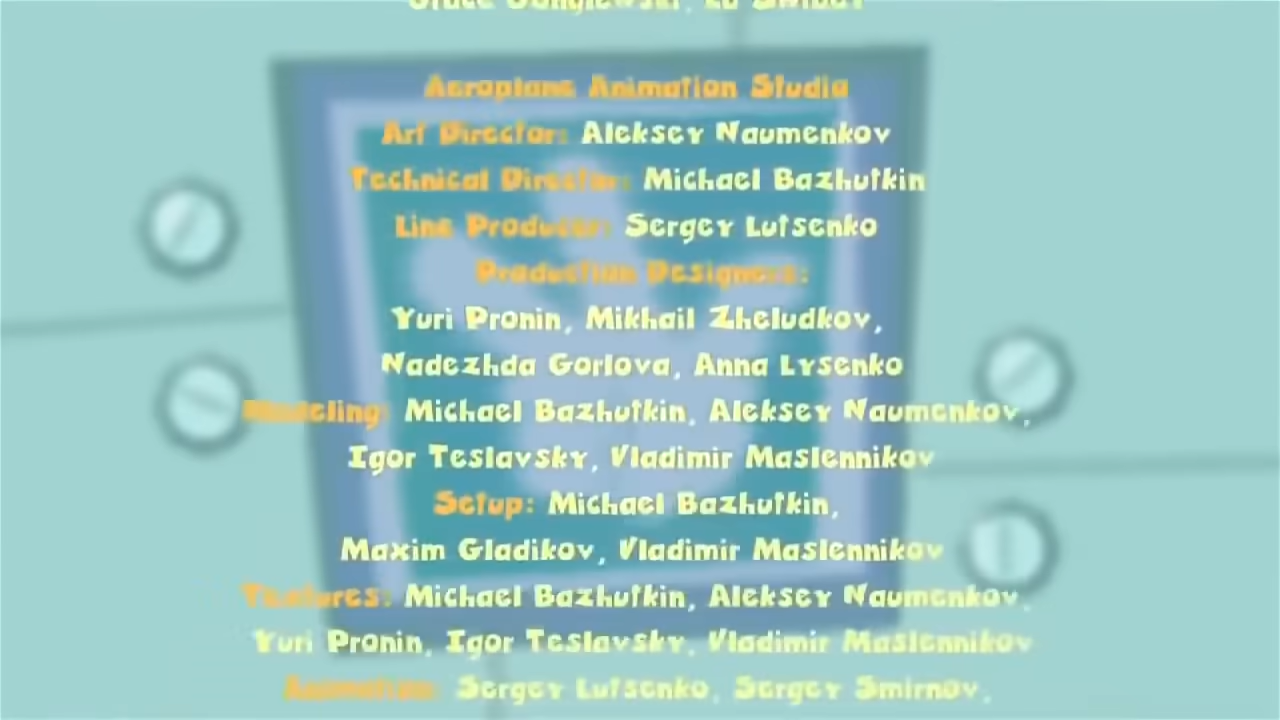 Aeroplane Animation Studio
Art Director: Aleksey Naumenkov
Technical Director: Michael Bazhutkin
Line Producer: Sergey Lutsenko
Production Designers:
Yuri Pronin, Mikhail Zheludkov,
Nadezhda Gorlova, Anna Lysenko
Modeling: Michael Bazhutkin, Aleksey Naumenkov,
Igor Teslavsky, Vladimir Maslennikov
Setup: Michael Bazhutkin,
Maxim Gladikov, Vladimir Maslennikov
Textures: Michael Bazhutkin, Aleksey Naumenkov,
Yuri Pronin, Igor Teslavsky, Vladimir Maslennikov
Animation: Sergey Lutsenko, Sergey Smirnov,